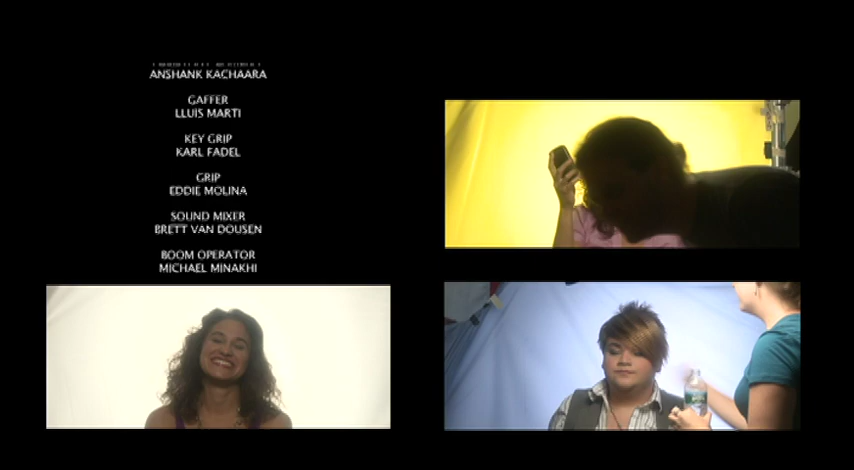 ANSHANK KACHAARA
GAFFER
LLUIS MARTI
KEY GRIP
KARL FADEL
GRIP
EDDIE MOLINA
SOUND MIXER
BRETT VAN DOUSEN
BOOM OPERATOR
MICHAEL MINAKHI